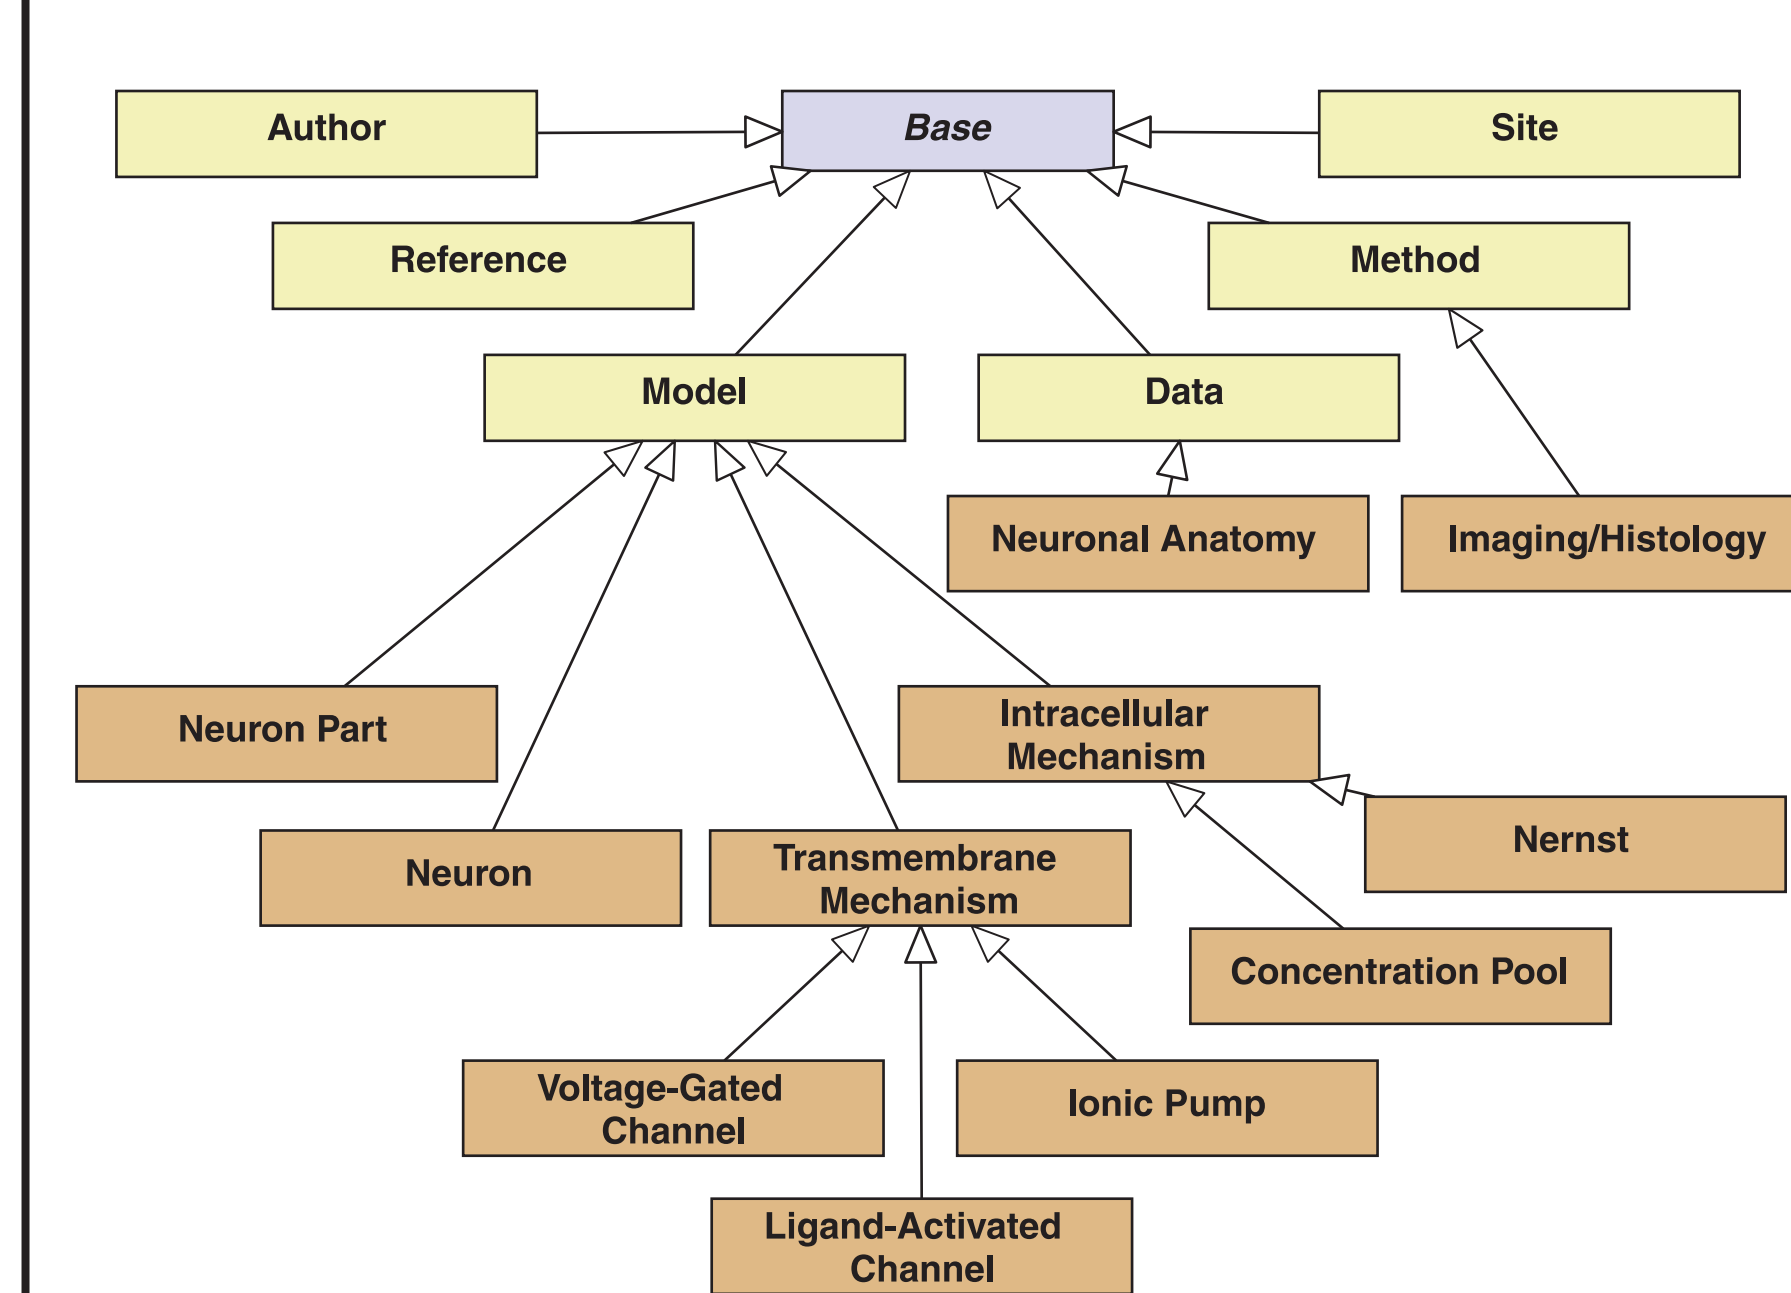 Author
Base
Site
Reference
Method
Model
Data
Neuronal Anatomy
Imaging/Histology
Neuron Part
Intracellular
Mechanism
Nernst
Neuron
Transmembrane
Mechanism
Concentration Pool
Voltage-Gated
Channel
Ionic Pump
Ligand-Activated
Channel